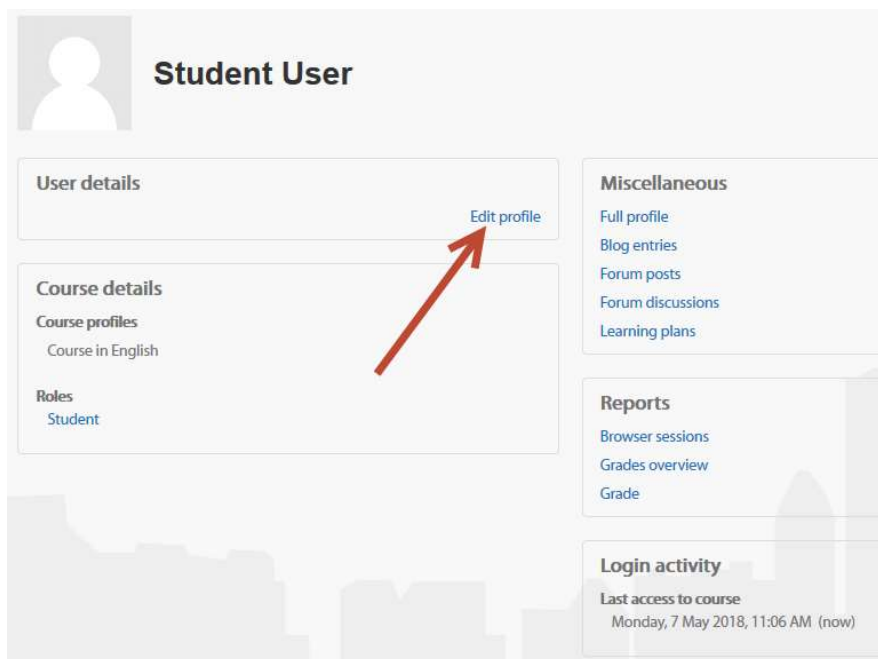 Student User
User details
Edit profile
Course details
Course profiles
Course in English
Roles
Student
Miscellaneous
Full profile
Blog entries
Forum posts
Forum discussions
Learning plans
Reports
Browser sessions
Grades overview
Grade
Login activity
Last access to course
Monday, 7 May 2018, 11:06 AM (now)